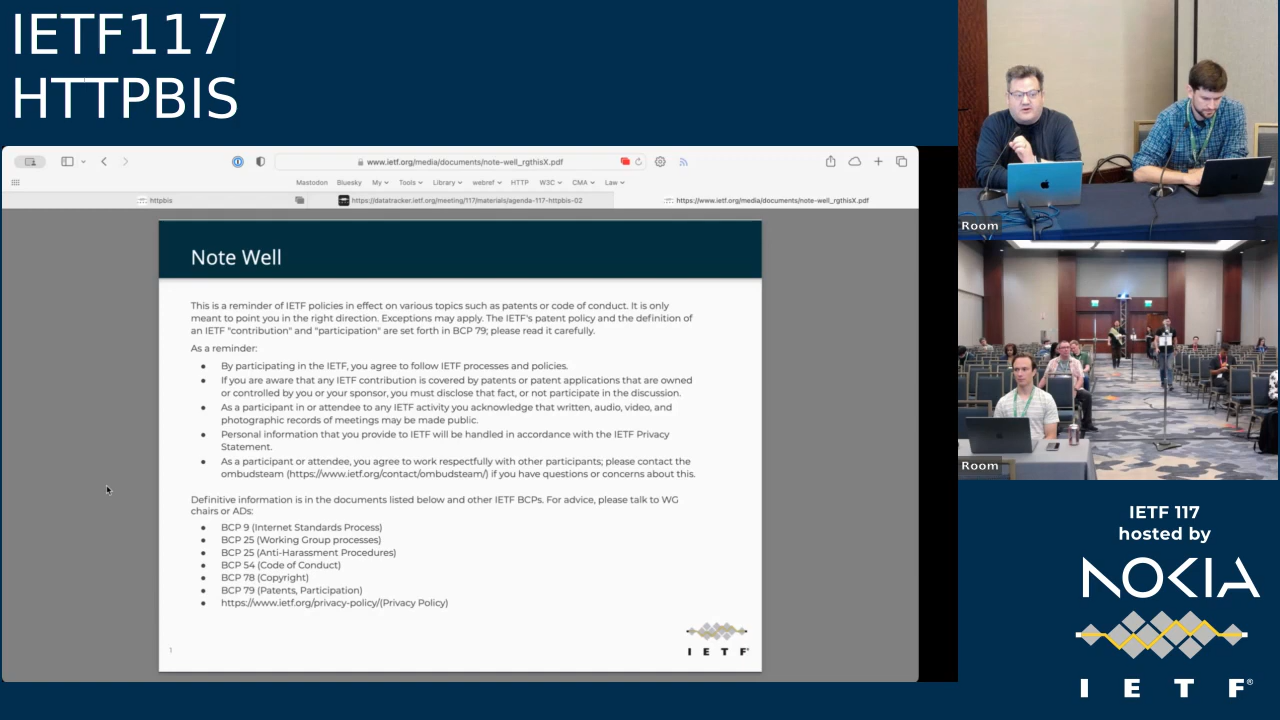 IETF117
HTTPBIS
www.ietf.org/media/documents/note-well_rgthisX.pdf
Mastodon Bluesky My Tools Library webref HTTP W3C CMA Law
httpbis
https://datatracker.ietf.org/meeting/117/materials/agenda-117-httpbis-02
https://www.ietf.org/media/documents/note-well_rgthisX.pdf
Note Well
This is a reminder of IETF policies in effect on various topics such as patents or code of conduct. It is only
meant to point you in the right direction. Exceptions may apply. The IETF's patent policy and the definition of
an IETF "contribution" and "participation" are set forth in BCP 79; please read it carefully.
As a reminder:
● By participating in the IETF, you agree to follow IETF processes and policies.
● If you are aware that any IETF contribution is covered by patents or patent applications that are owned
or controlled by you or your sponsor, you must disclose that fact, or not participate in the discussion.
● As a participant in or attendee to any IETF activity you acknowledge that written, audio, video, and
photographic records of meetings may be made public.
● Personal information that you provide to IETF will be handled in accordance with the IETF Privacy
Statement.
● As a participant or attendee, you agree to work respectfully with other participants; please contact the
ombudsteam (https://www.ietf.org/contact/ombudsteam/) if you have questions or concerns about this.
Definitive information is in the documents listed below and other IETF BCPs. For advice, please talk to WG
chairs or ADs:
● BCP 9 (Internet Standards Process)
● BCP 25 (Working Group processes)
● BCP 25 (Anti-Harassment Procedures)
● BCP 54 (Code of Conduct)
● BCP 78 (Copyright)
● BCP 79 (Patents, Participation)
● https://www.ietf.org/privacy-policy/(Privacy Policy)
1
I E T F®
Room
Room
IETF 117
hosted by
NOKIA
I E T F®